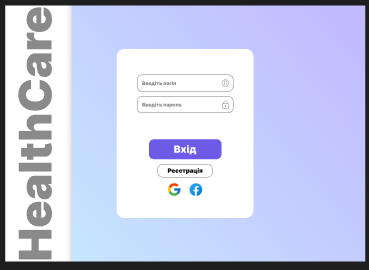 HealthCare
Введіть логін
Введіть пароль
Вхід
Реєстрація